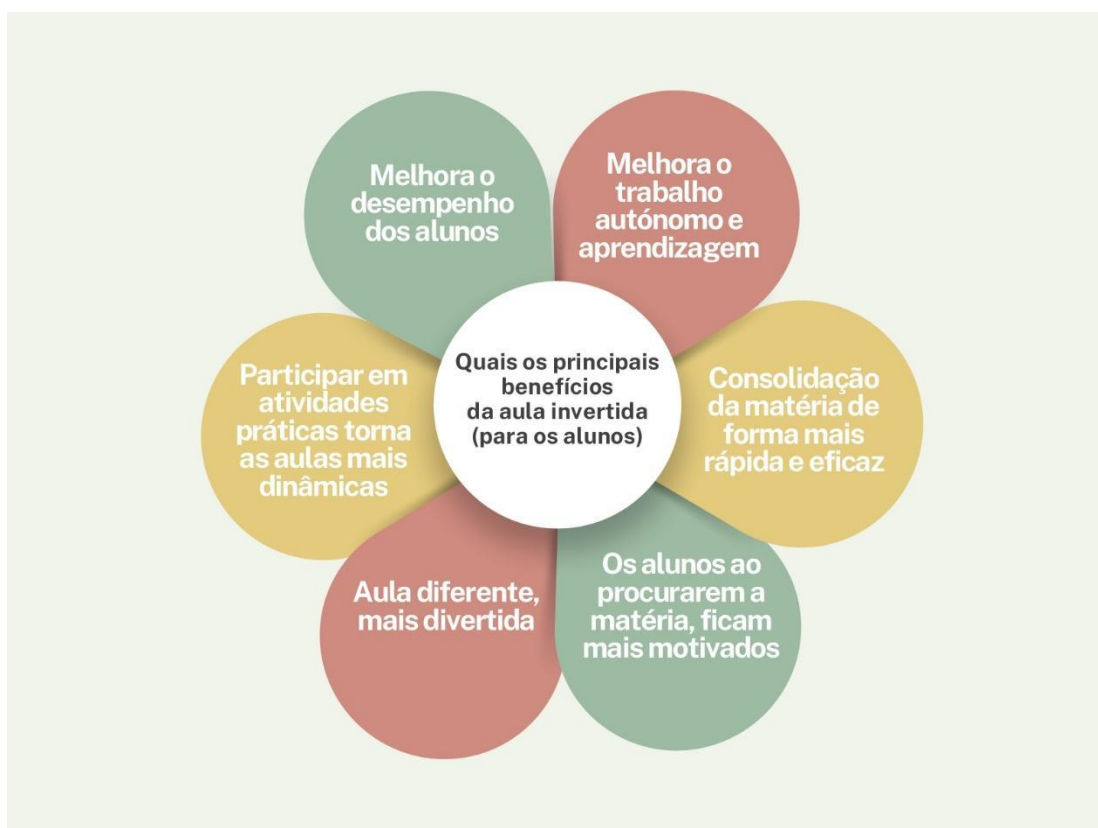 Melhora o
desempenho
dos alunos
Melhora o
trabalho
autónomo e
aprendizagem
Participar em
atividades
práticas torna
as aulas mais
dinâmicas
Quais os principais
benefícios
da aula invertida
(para os alunos)
Consolidação
da matéria de
forma mais
rápida e eficaz
Aula diferente,
mais divertida
Os alunos ao
procurarem a
matéria, ficam
mais motivados